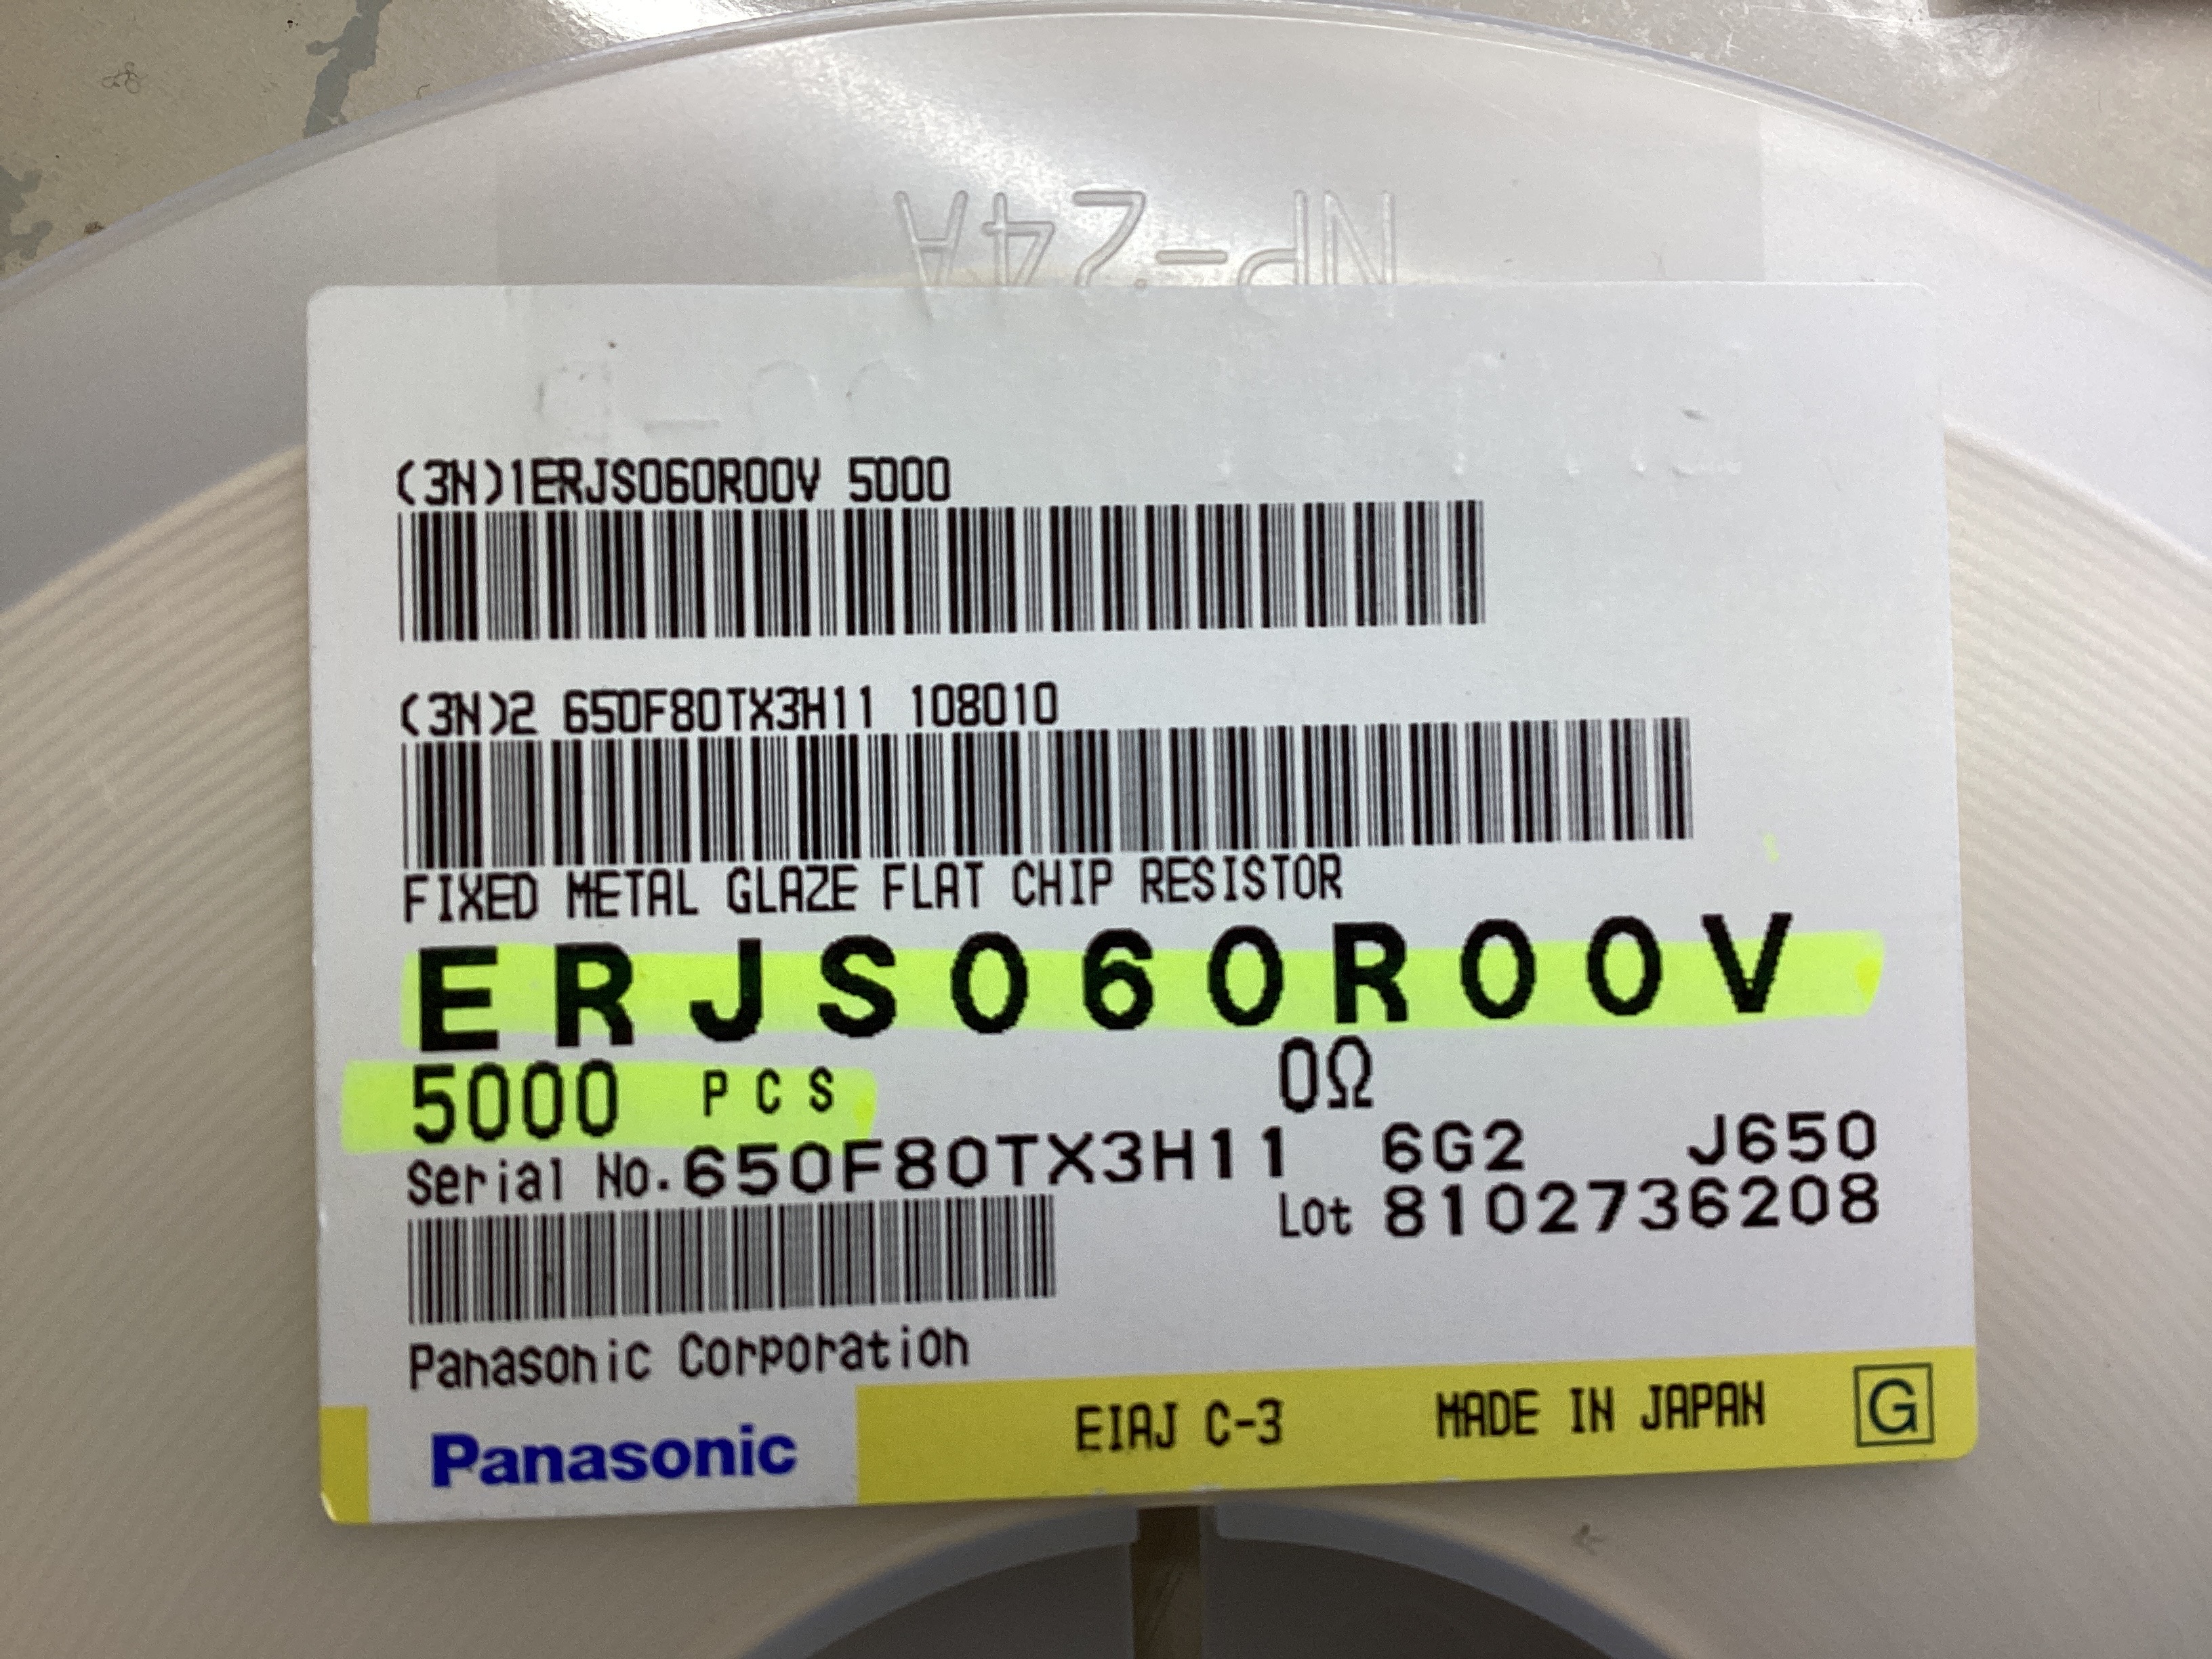 NP-24A
(3N)1ERJS060R00V 5000
(3N)2 650F80TX3H11 108010
FIXED METAL GLAZE FLAT CHIP RESISTOR
ERJS060R00V
5000 PCS 0Ω
Serial No.650F80TX3H11 6G2 J650
Lot 8102736208
Panasonic Corporation
Panasonic EIAJ C-3 MADE IN JAPAN G